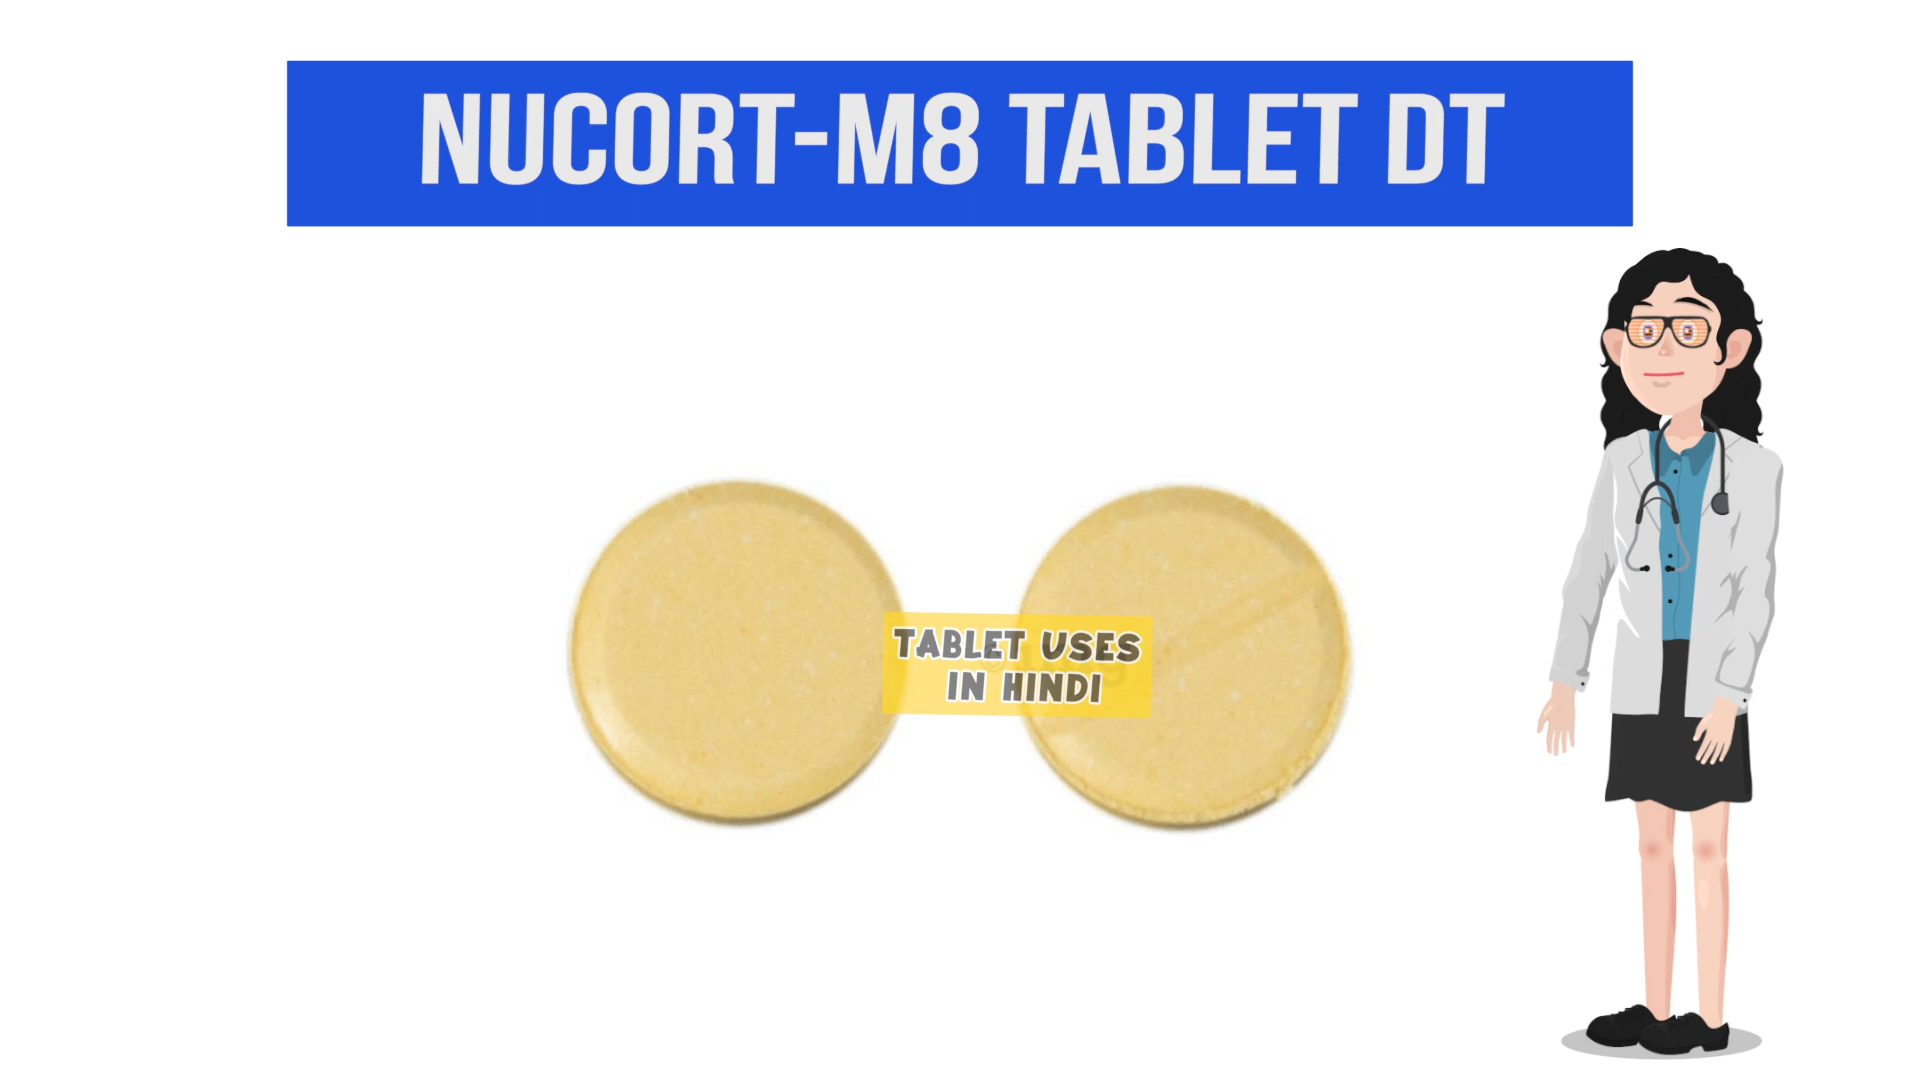 NUCORT-M8 TABLET DT
TABLET USES
IN HINDI